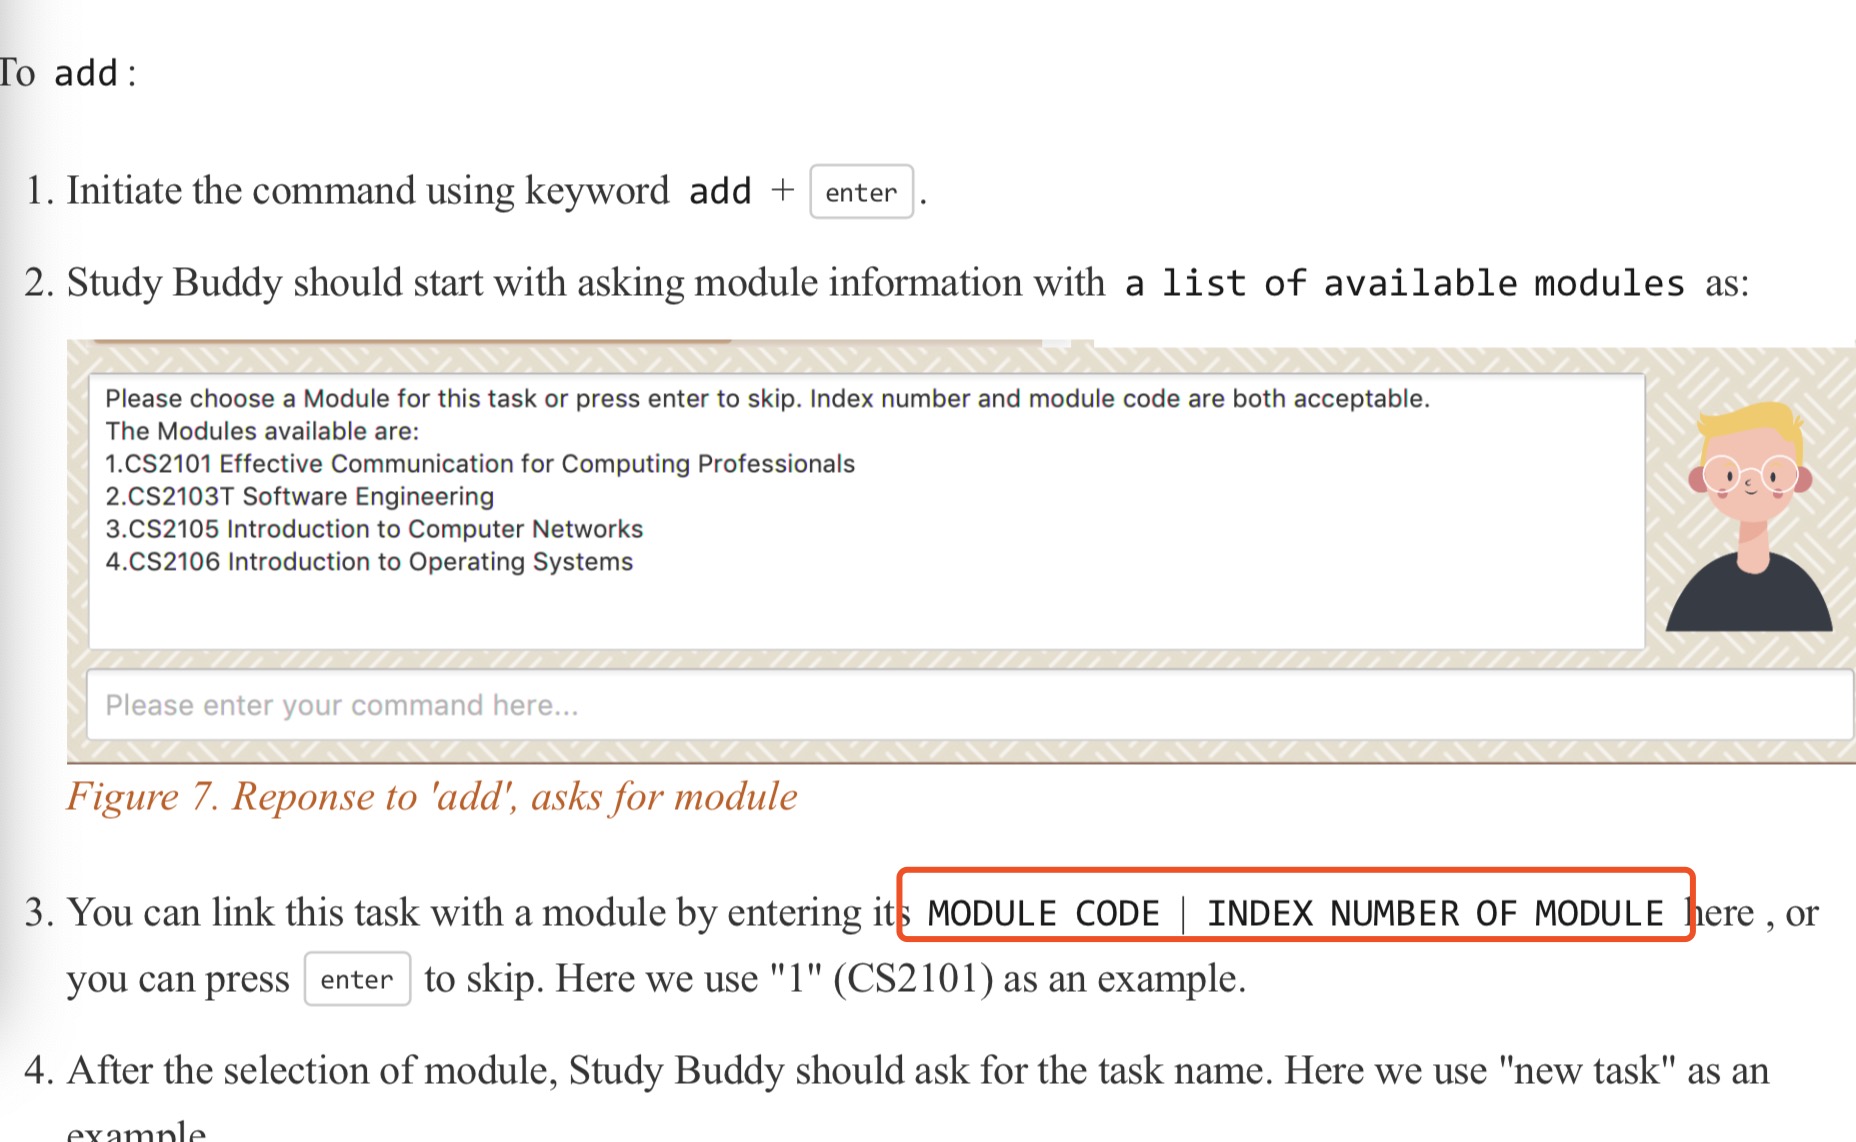 To add:
1. Initiate the command using keyword add + enter .
2. Study Buddy should start with asking module information with a list of available modules as:
Please choose a Module for this task or press enter to skip. Index number and module code are both acceptable.
The Modules available are:
1.CS2101 Effective Communication for Computing Professionals
2.CS2103T Software Engineering
3.CS2105 Introduction to Computer Networks
4.CS2106 Introduction to Operating Systems
Please enter your command here...
Figure 7. Reponse to 'add', asks for module
3. You can link this task with a module by entering its MODULE CODE | INDEX NUMBER OF MODULE here , or
you can press enter to skip. Here we use "1" (CS2101) as an example.
4. After the selection of module, Study Buddy should ask for the task name. Here we use "new task" as an
example